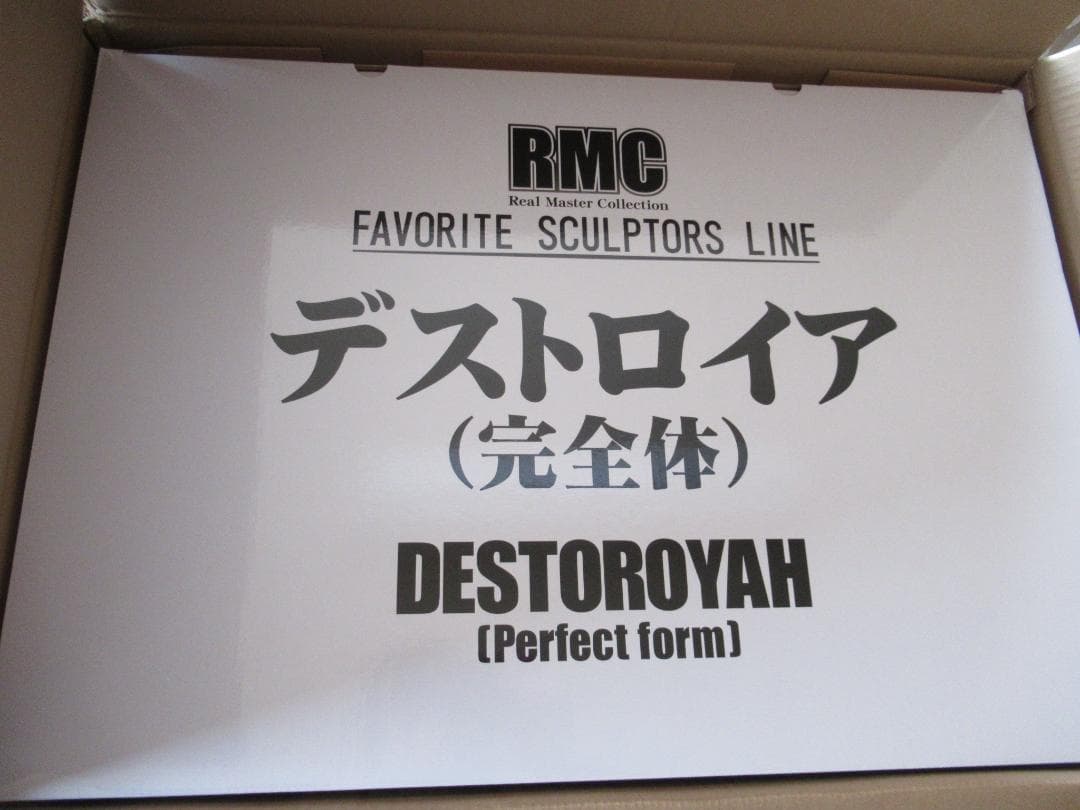 RMC
Real Master Collection
FAVORITE SCULPTORS LINE
デストロイア
(完全体)
DESTOROYAH
(Perfect form)